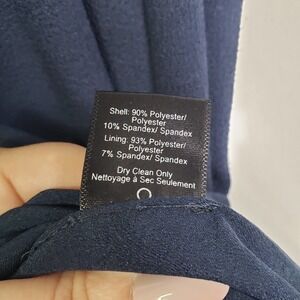 Shell: 90% Polyester/
Polyester
10% Spandex/ Spandex
Lining: 93% Polyester/
Polyester
7% Spandex/ Spandex
Dry Clean Only
Nettoyage à Sec Seulement